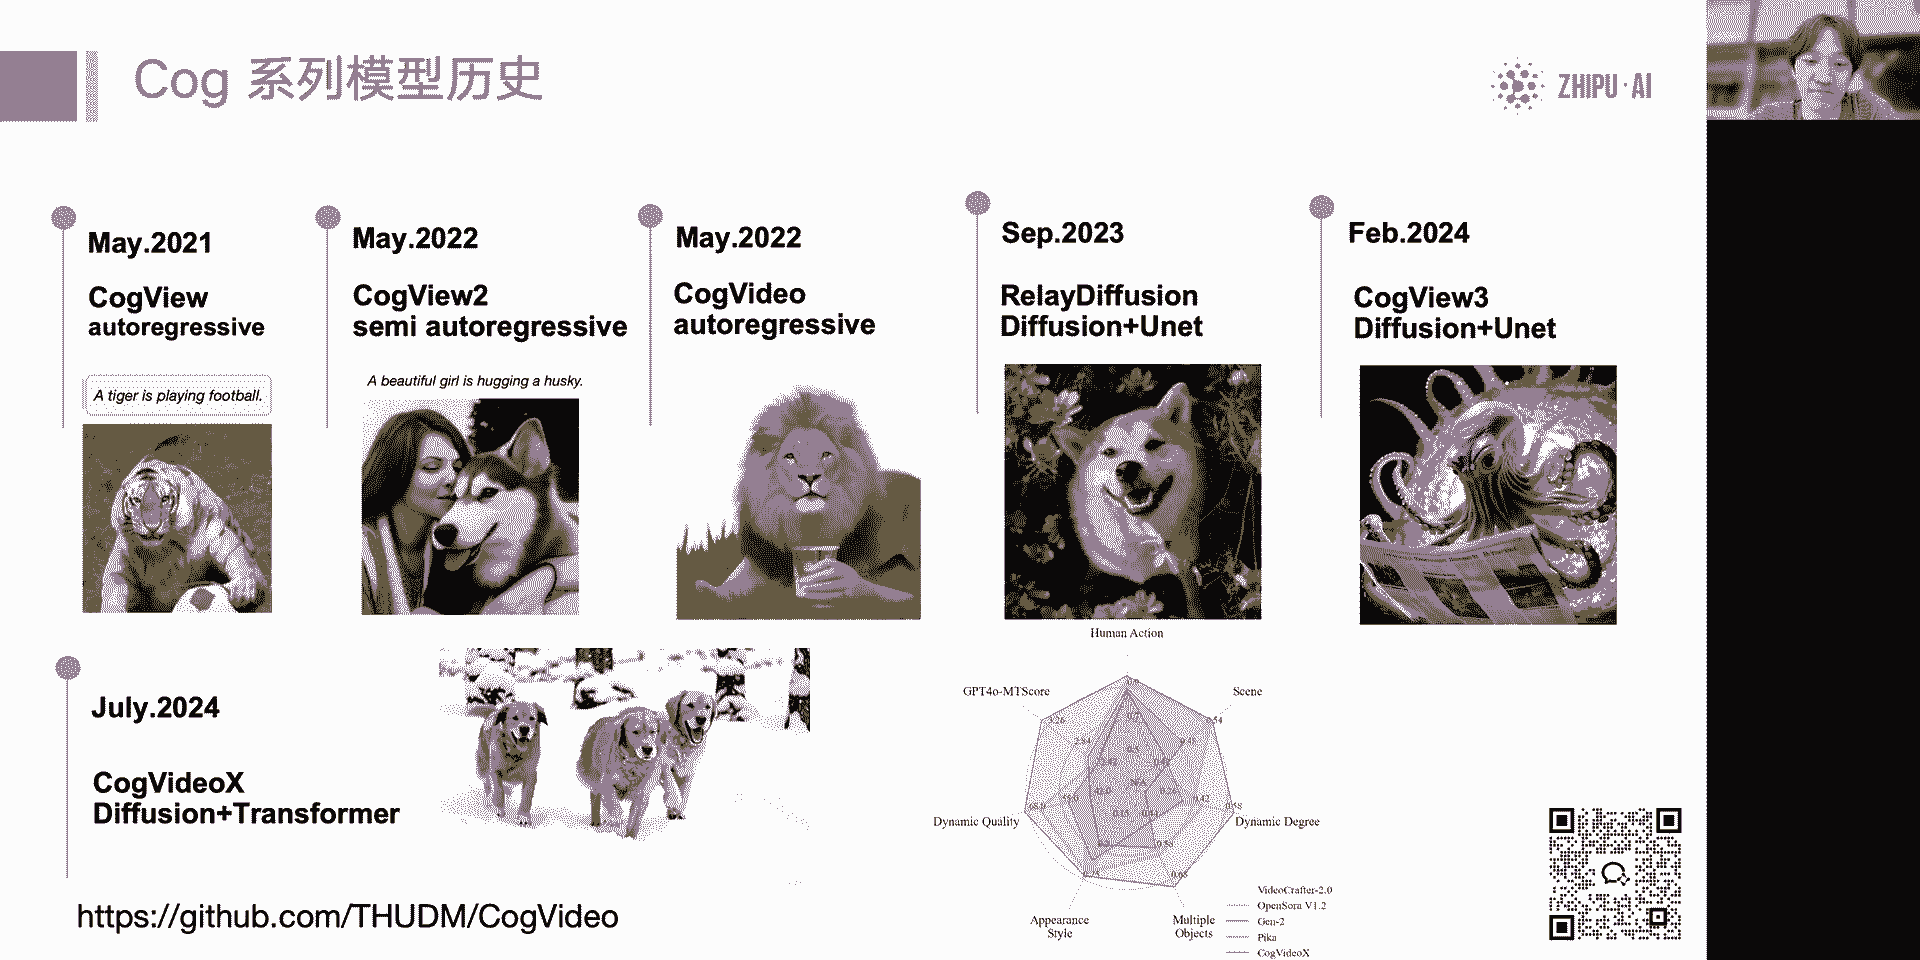 Cog 系列模型历史
ZHIPU·AI
May.2021
CogView
autoregressive
A tiger is playing football.
May.2022
CogView2
semi autoregressive
A beautiful girl is hugging a husky.
May.2022
CogVideo
autoregressive
Sep.2023
RelayDiffusion
Diffusion+Unet
Feb.2024
CogView3
Diffusion+Unet
July.2024
CogVideoX
Diffusion+Transformer
https://github.com/THUDM/CogVideo
Human Action
GPT4o-MTScore
Scene
Dynamic Quality
Dynamic Degree
Appearance
Style
Multiple
Objects
VideoCrafter-2.0
OpenSora V1.2
Gen-2
Pika
CogVideoX